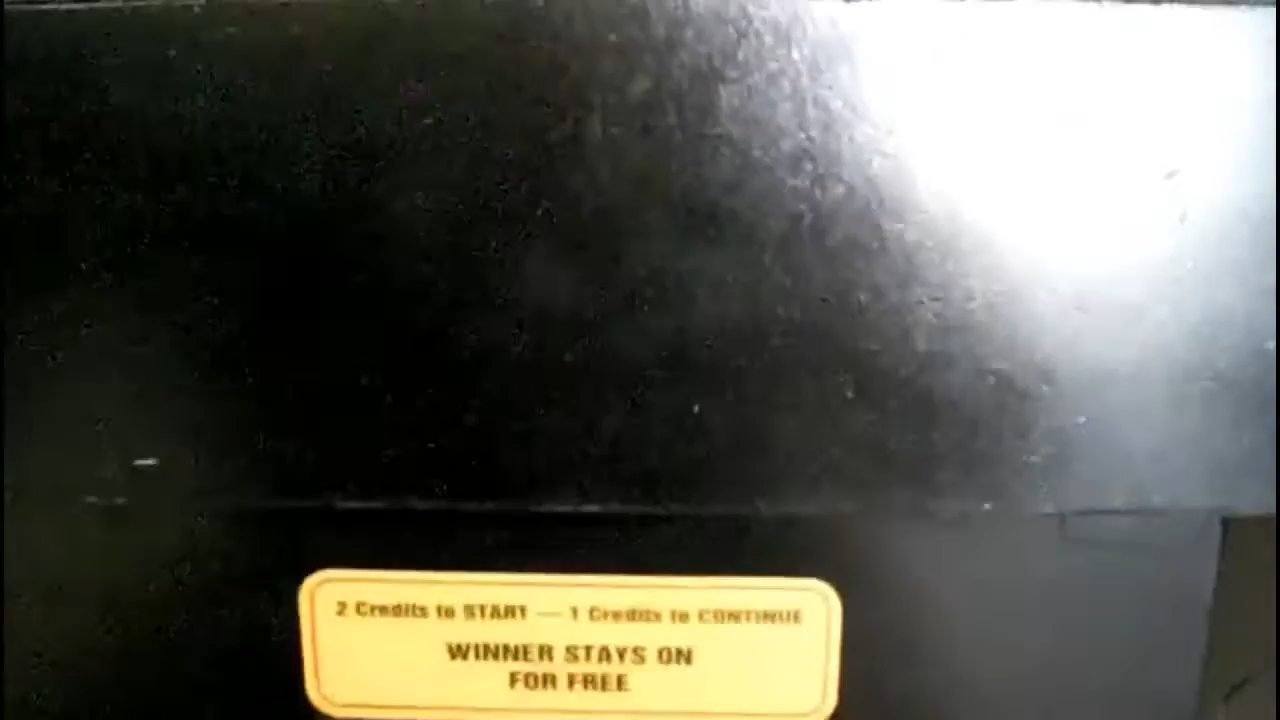 2 Credits to START — 1 Credits to CONTINUE
WINNER STAYS ON
FOR FREE